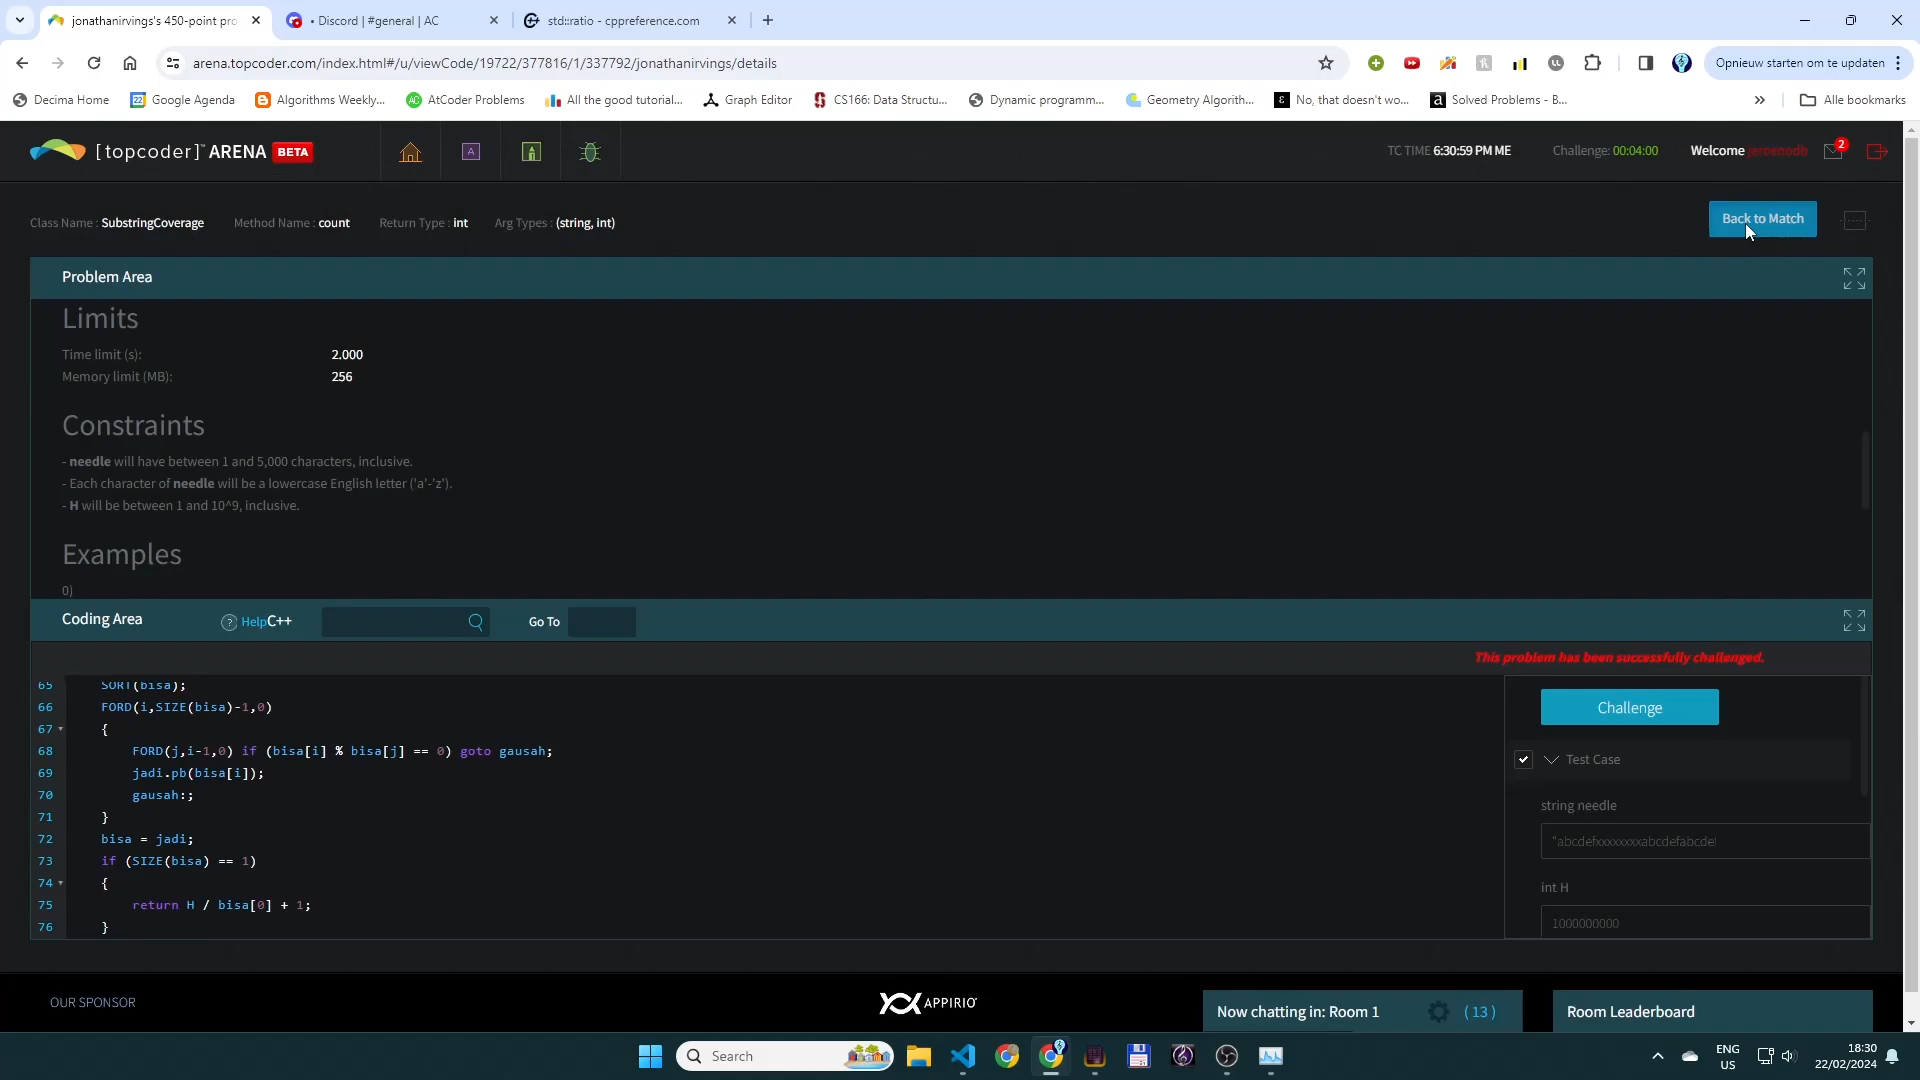 jonathanirvings's 450-point pro
• Discord | #general | AC
std::ratio - cppreference.com
arena.topcoder.com/index.html#/u/viewCode/19722/377816/1/337792/jonathanirvings/details
Opnieuw starten om te updaten
Decima Home
Google Agenda
Algorithms Weekly...
AtCoder Problems
All the good tutorial...
Graph Editor
CS166: Data Structu...
Dynamic programm...
Geometry Algorith...
No, that doesn't wo...
Solved Problems - B...
Alle bookmarks
[topcoder]™ ARENA BETA
TC TIME 6:30:59 PM ME
Challenge: 00:04:00
Welcome jeroenodb
2
Class Name : SubstringCoverage
Method Name : count
Return Type : int
Arg Types : (string, int)
Back to Match
Problem Area
Limits
Time limit (s): 2.000
Memory limit (MB): 256
Constraints
- needle will have between 1 and 5,000 characters, inclusive.
- Each character of needle will be a lowercase English letter ('a'-'z').
- H will be between 1 and 10^9, inclusive.
Examples
0)
Coding Area
? Help C++
Go To
This problem has been successfully challenged.
65 SORT(bisa);
66 FORD(i,SIZE(bisa)-1,0)
67 {
68 FORD(j,i-1,0) if (bisa[i] % bisa[j] == 0) goto gausah;
69 jadi.pb(bisa[i]);
70 gausah:;
71 }
72 bisa = jadi;
73 if (SIZE(bisa) == 1)
74 {
75 return H / bisa[0] + 1;
76 }
Challenge
Test Case
string needle
int H
1000000000
OUR SPONSOR
APPIRIO
Now chatting in: Room 1
( 13 )
Room Leaderboard
Search
ENG
US
18:30
22/02/2024